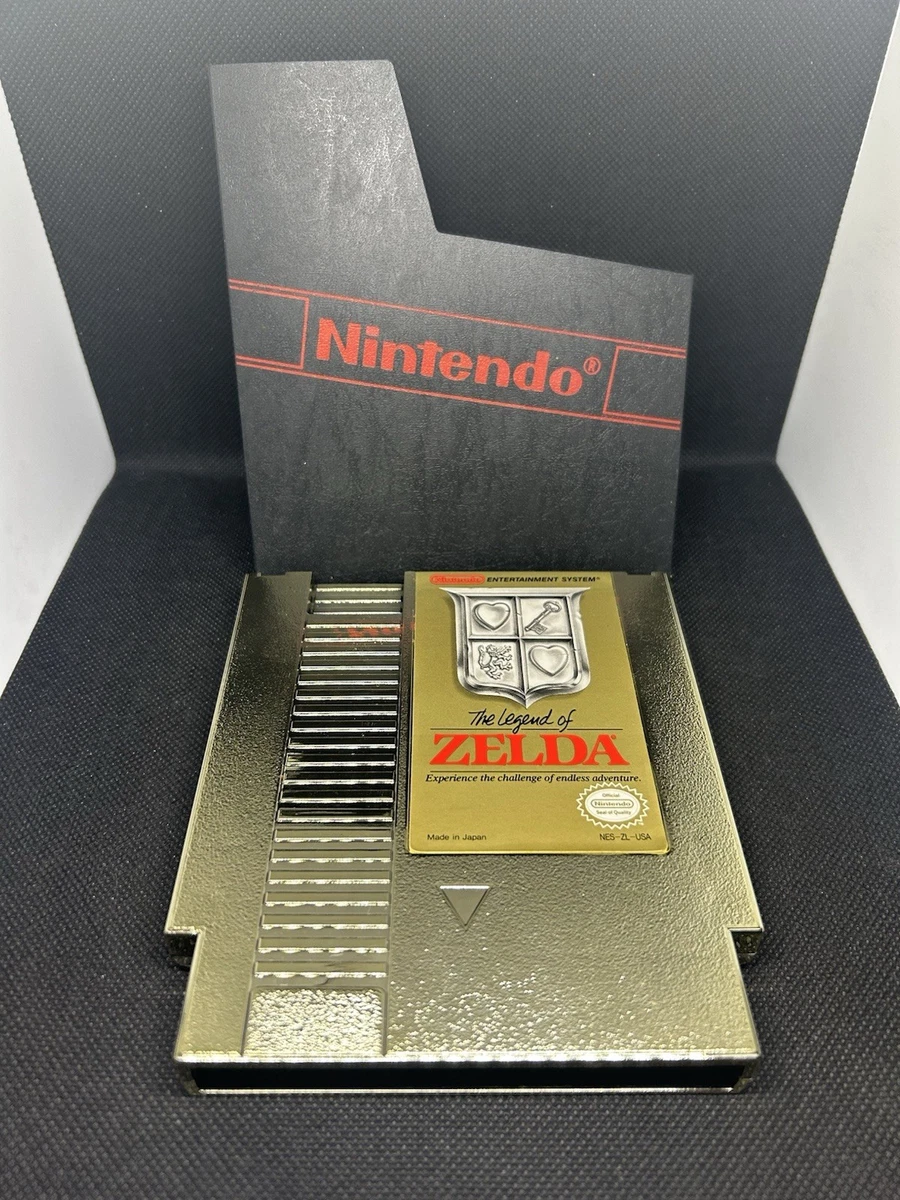 Nintendo®
Nintendo ENTERTAINMENT SYSTEM®
The Legend of
ZELDA®
Experience the challenge of endless adventure.
Official
Nintendo
Seal of Quality
Made in Japan
NES-ZL-USA